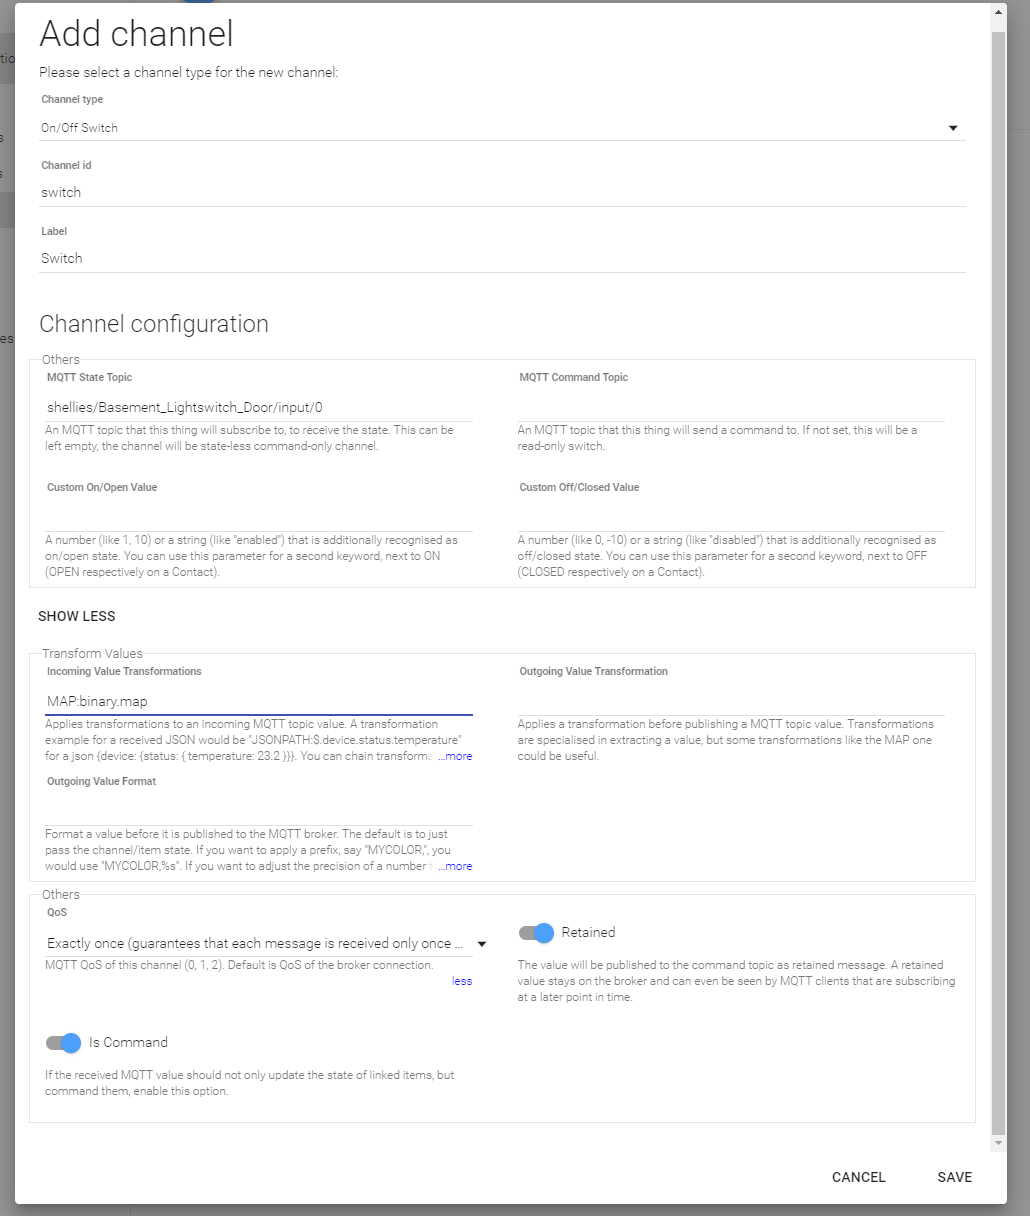 Add channel
Please select a channel type for the new channel:
Channel type
On/Off Switch
Channel id
switch
Label
Switch
Channel configuration
Others
MQTT State Topic
shellies/Basement_Lightswitch_Door/input/0
An MQTT topic that this thing will subscribe to, to receive the state. This can be
left empty, the channel will be state-less command-only channel.
MQTT Command Topic
An MQTT topic that this thing will send a command to. If not set, this will be a
read-only switch.
Custom On/Open Value
A number (like 1, 10) or a string (like "enabled") that is additionally recognised as
on/open state. You can use this parameter for a second keyword, next to ON
(OPEN respectively on a Contact).
Custom Off/Closed Value
A number (like 0, -10) or a string (like "disabled") that is additionally recognised as
off/closed state. You can use this parameter for a second keyword, next to OFF
(CLOSED respectively on a Contact).
SHOW LESS
Transform Values
Incoming Value Transformations
MAP:binary.map
Applies transformations to an incoming MQTT topic value. A transformation
example for a received JSON would be "JSONPATH:$.device.status.temperature"
for a json {device: {status: { temperature: 23.2 }}}. You can chain transforma ...more
Outgoing Value Transformation
Applies a transformation before publishing a MQTT topic value. Transformations
are specialised in extracting a value, but some transformations like the MAP one
could be useful.
Outgoing Value Format
Format a value before it is published to the MQTT broker. The default is to just
pass the channel/item state. If you want to apply a prefix, say "MYCOLOR,", you
would use "MYCOLOR,%s". If you want to adjust the precision of a number t ...more
Others
QoS
Exactly once (guarantees that each message is received only once ...
MQTT QoS of this channel (0, 1, 2). Default is QoS of the broker connection.
less
Retained
The value will be published to the command topic as retained message. A retained
value stays on the broker and can even be seen by MQTT clients that are subscribing
at a later point in time.
Is Command
If the received MQTT value should not only update the state of linked items, but
command them, enable this option.
CANCEL SAVE